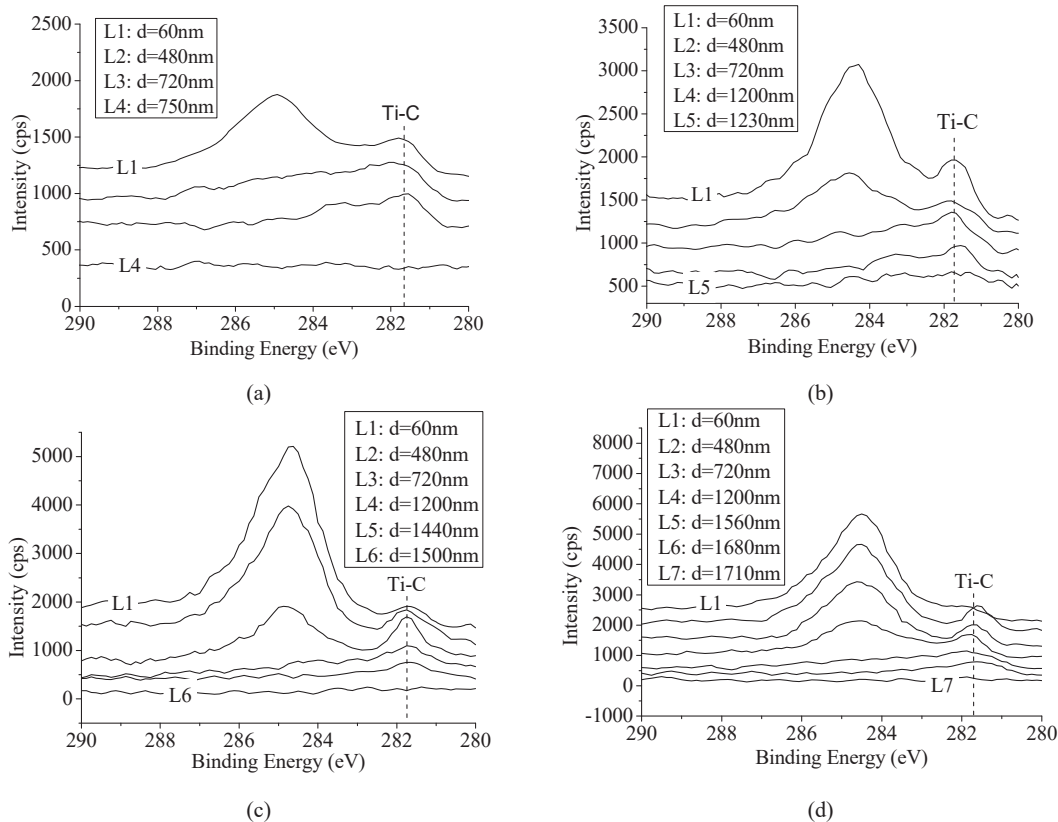 2500
2000
1500
1000
500
0
Intensity (cps)
L1: d=60nm
L2: d=480nm
L3: d=720nm
L4: d=750nm
Ti-C
L1
L4
290 288 286 284 282 280
Binding Energy (eV)
(a)
3500
3000
2500
2000
1500
1000
500
Intensity (cps)
L1: d=60nm
L2: d=480nm
L3: d=720nm
L4: d=1200nm
L5: d=1230nm
Ti-C
L1
L5
290 288 286 284 282 280
Binding Energy (eV)
(b)
5000
4000
3000
2000
1000
0
Intensity (cps)
L1: d=60nm
L2: d=480nm
L3: d=720nm
L4: d=1200nm
L5: d=1440nm
L6: d=1500nm
Ti-C
L1
L6
290 288 286 284 282 280
Binding Energy (eV)
(c)
8000
7000
6000
5000
4000
3000
2000
1000
0
-1000
Intensity (cps)
L1: d=60nm
L2: d=480nm
L3: d=720nm
L4: d=1200nm
L5: d=1560nm
L6: d=1680nm
L7: d=1710nm
Ti-C
L1
L7
290 288 286 284 282 280
Binding Energy (eV)
(d)